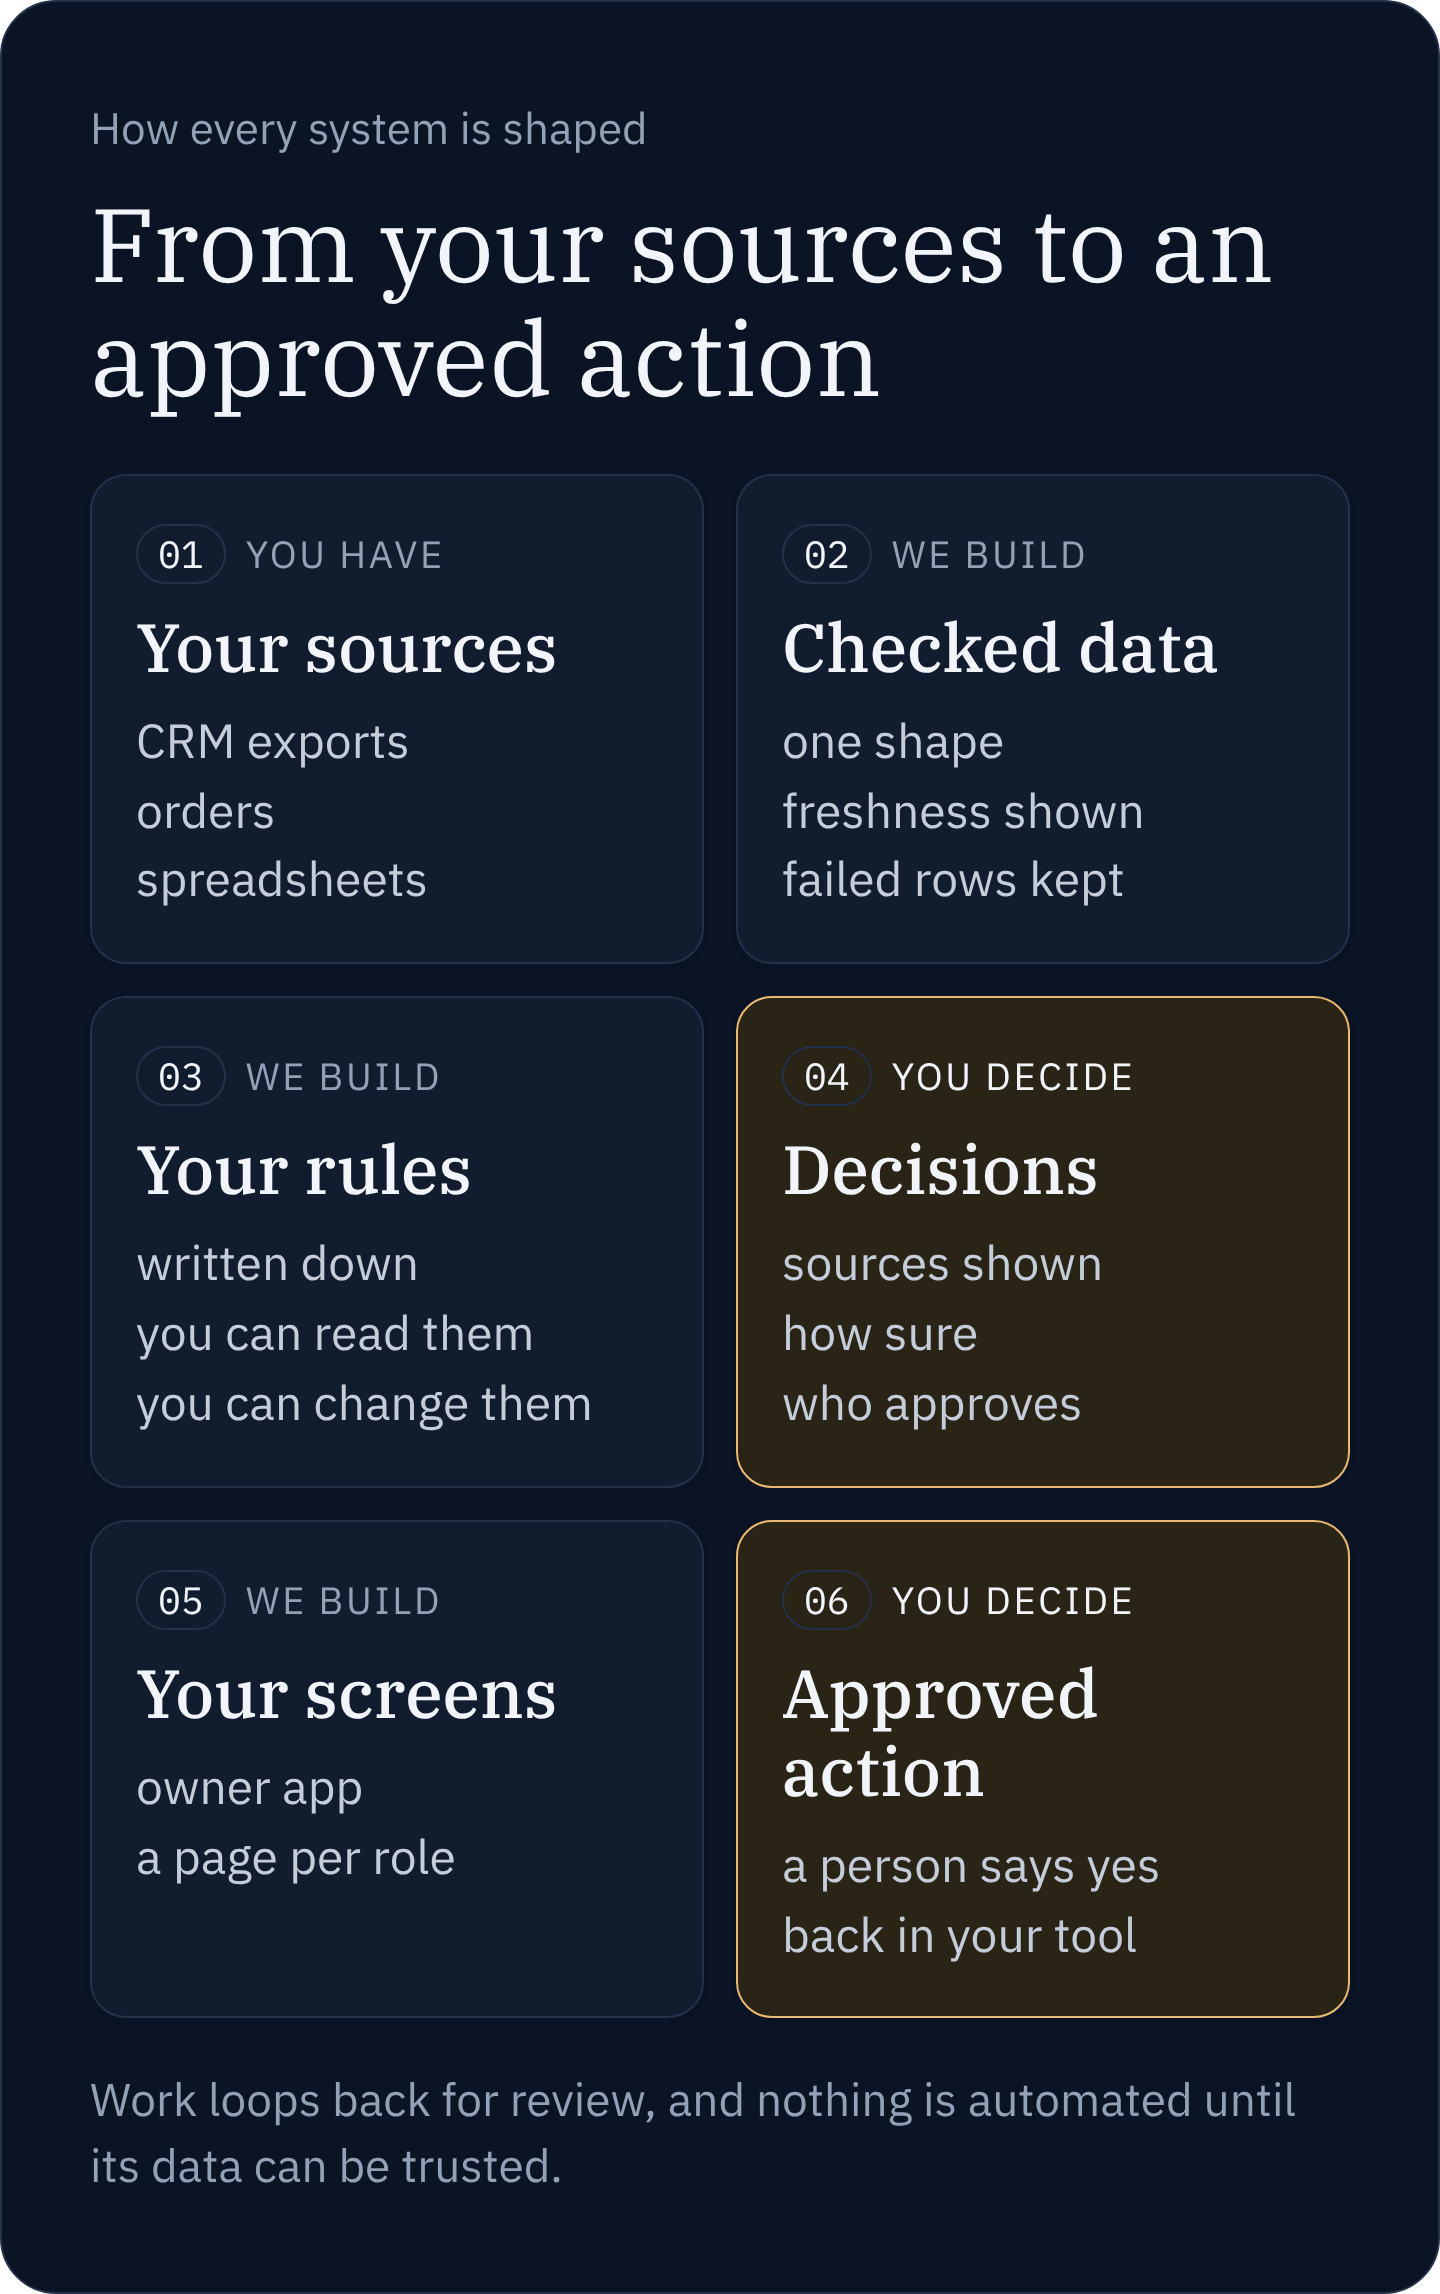 How every system is shaped
From your sources to an
approved action
01 YOU HAVE
Your sources
CRM exports
orders
spreadsheets
02 WE BUILD
Checked data
one shape
freshness shown
failed rows kept
03 WE BUILD
Your rules
written down
you can read them
you can change them
04 YOU DECIDE
Decisions
sources shown
how sure
who approves
05 WE BUILD
Your screens
owner app
a page per role
06 YOU DECIDE
Approved
action
a person says yes
back in your tool
Work loops back for review, and nothing is automated until
its data can be trusted.